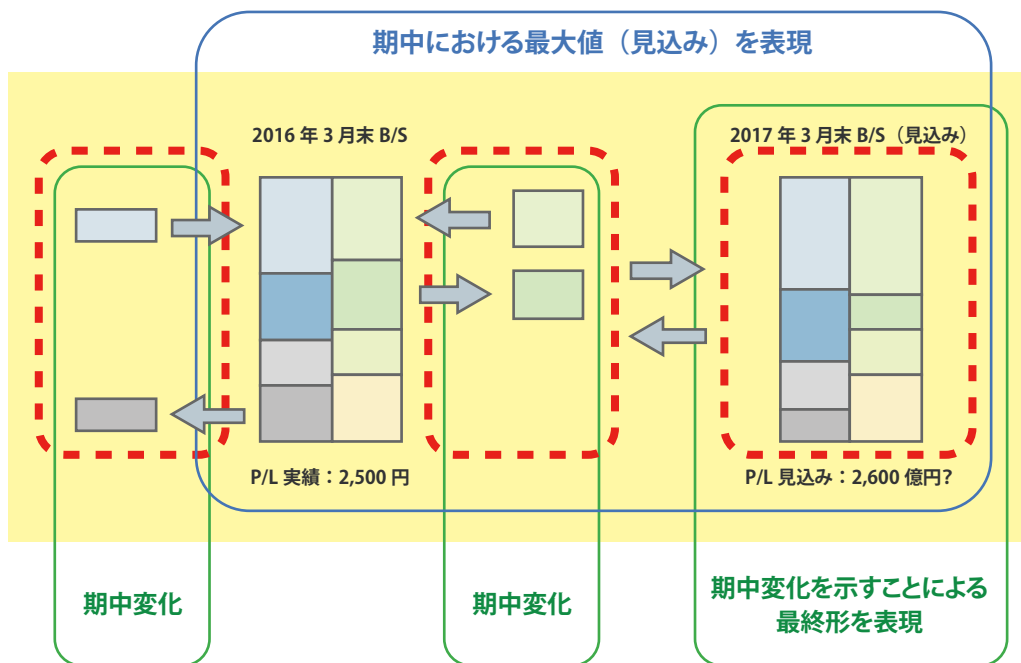 期中における最大値（見込み）を表現
2016 年 3 月末 B/S
2017 年 3 月末 B/S（見込み）
P/L 実績：2,500 円
P/L 見込み：2,600 億円？
期中変化
期中変化
期中変化を示すことによる
最終形を表現